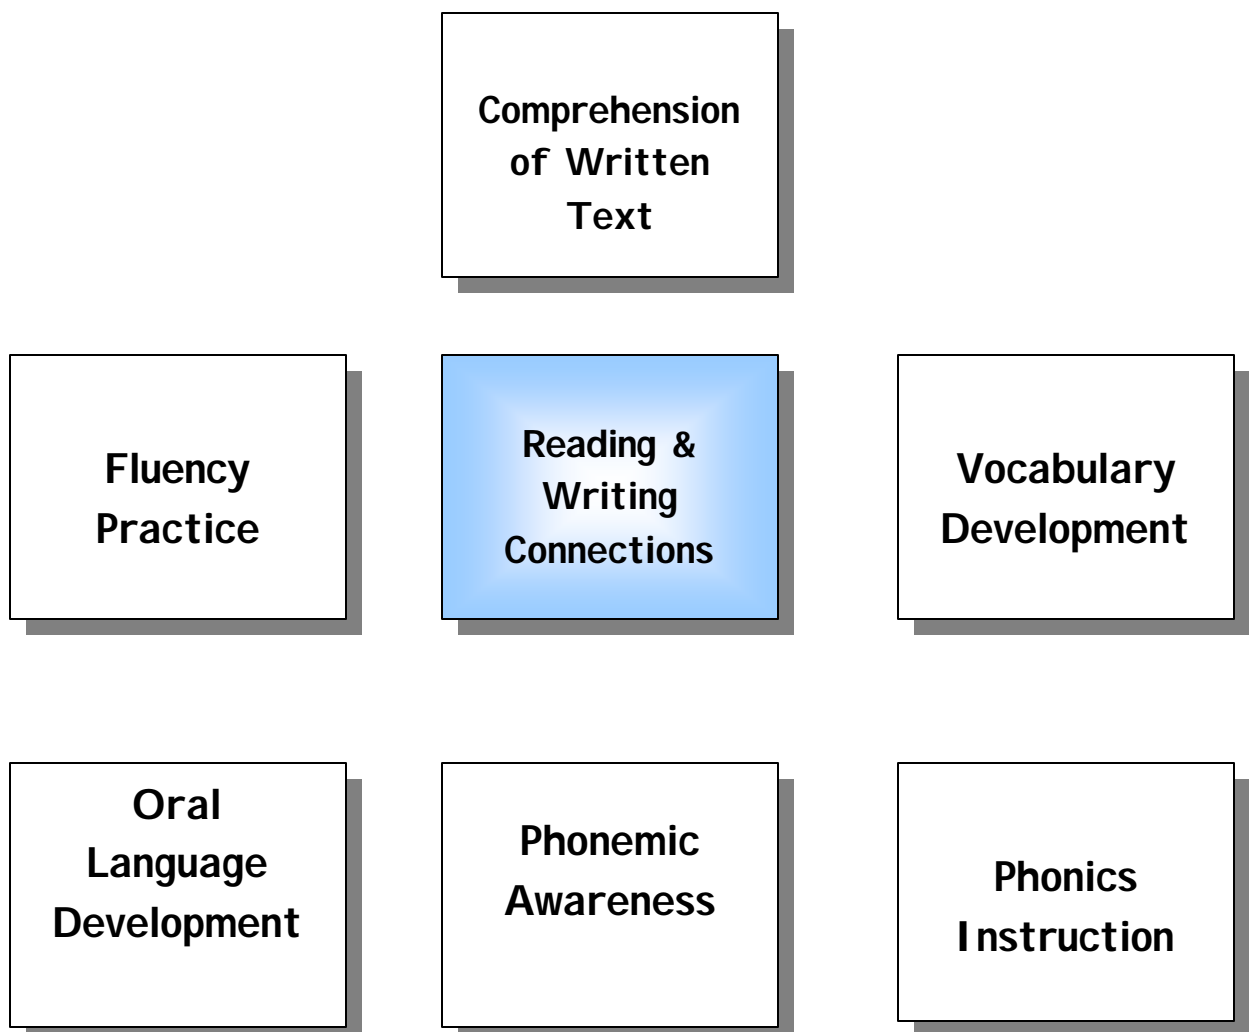 Comprehension
of Written
Text
Fluency
Practice
Reading &
Writing
Connections
Vocabulary
Development
Oral
Language
Development
Phonemic
Awareness
Phonics
Instruction